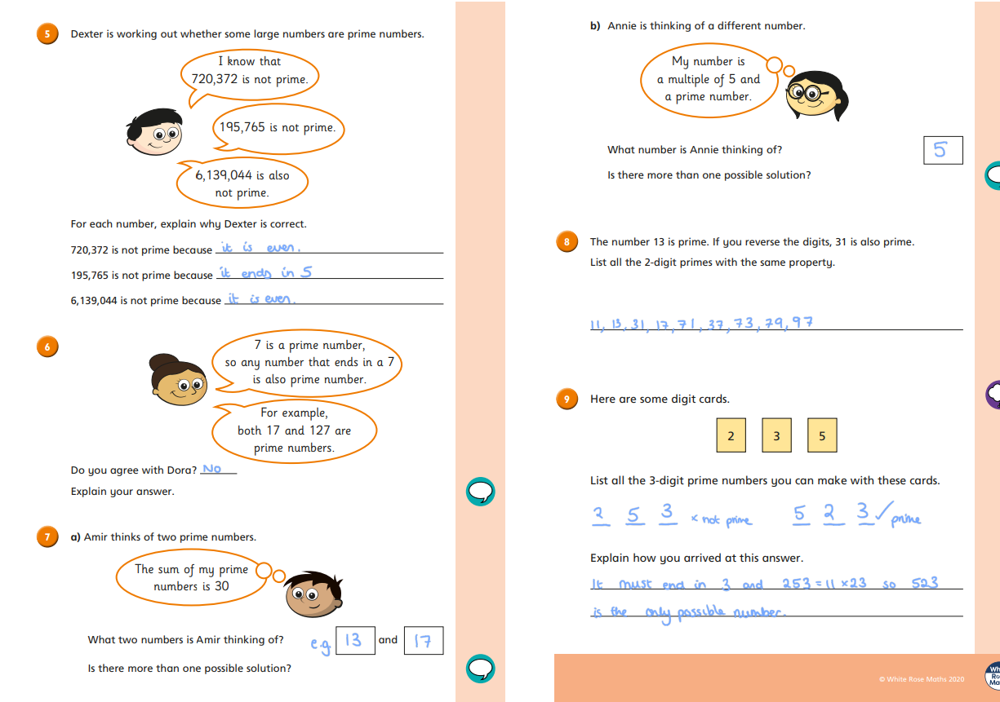 5 Dexter is working out whether some large numbers are prime numbers.
I know that
720,372 is not prime.
195,765 is not prime.
6,139,044 is also
not prime.
For each number, explain why Dexter is correct.
720,372 is not prime because it is even.
195,765 is not prime because it ends in 5
6,139,044 is not prime because it is even.
6
7 is a prime number,
so any number that ends in a 7
is also prime number.
For example,
both 17 and 127 are
prime numbers.
Do you agree with Dora? No
Explain your answer.
7 a) Amir thinks of two prime numbers.
The sum of my prime
numbers is 30
What two numbers is Amir thinking of? e.g. 13 and 17
Is there more than one possible solution?
b) Annie is thinking of a different number.
My number is
a multiple of 5 and
a prime number.
What number is Annie thinking of? 5
Is there more than one possible solution?
8 The number 13 is prime. If you reverse the digits, 31 is also prime.
List all the 2-digit primes with the same property.
11, 13, 31, 17, 71, 37, 73, 79, 97
9 Here are some digit cards.
2 3 5
List all the 3-digit prime numbers you can make with these cards.
2 5 3 × not prime 5 2 3 ✓ prime
Explain how you arrived at this answer.
It must end in 3 and 253 = 11 × 23 so 523
is the only possible number.
© White Rose Maths 2020